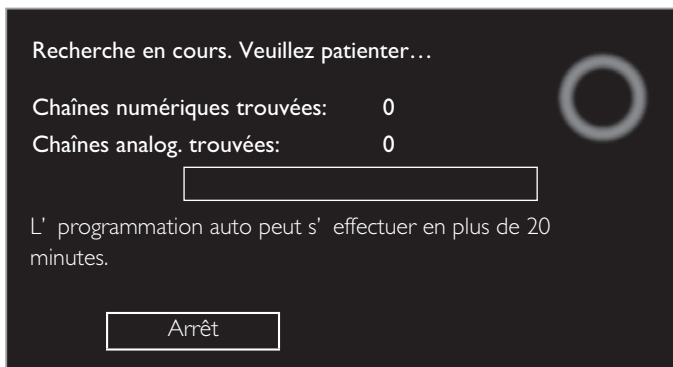 Recherche en cours. Veuillez patienter…
Chaînes numériques trouvées: 0
Chaînes analog. trouvées: 0
L’ programmation auto peut s’ effectuer en plus de 20
minutes.
Arrêt